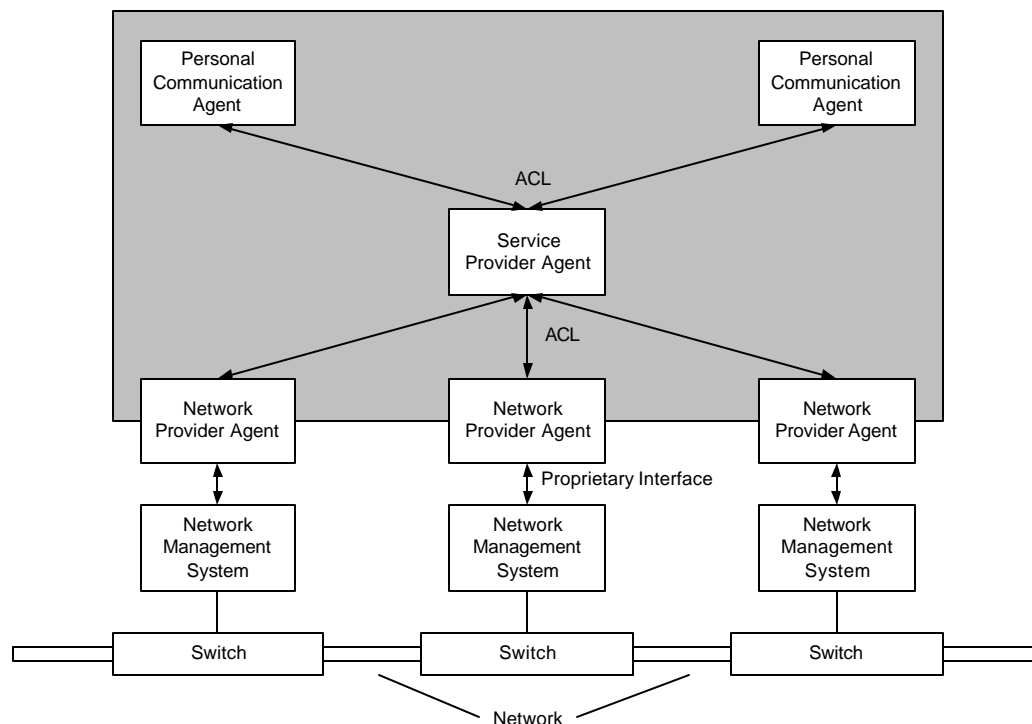 Personal
Communication
Agent
Personal
Communication
Agent
ACL
Service
Provider Agent
ACL
Network
Provider Agent
Network
Provider Agent
Network
Provider Agent
Proprietary Interface
Network
Management
System
Network
Management
System
Network
Management
System
Switch
Switch
Switch
Network